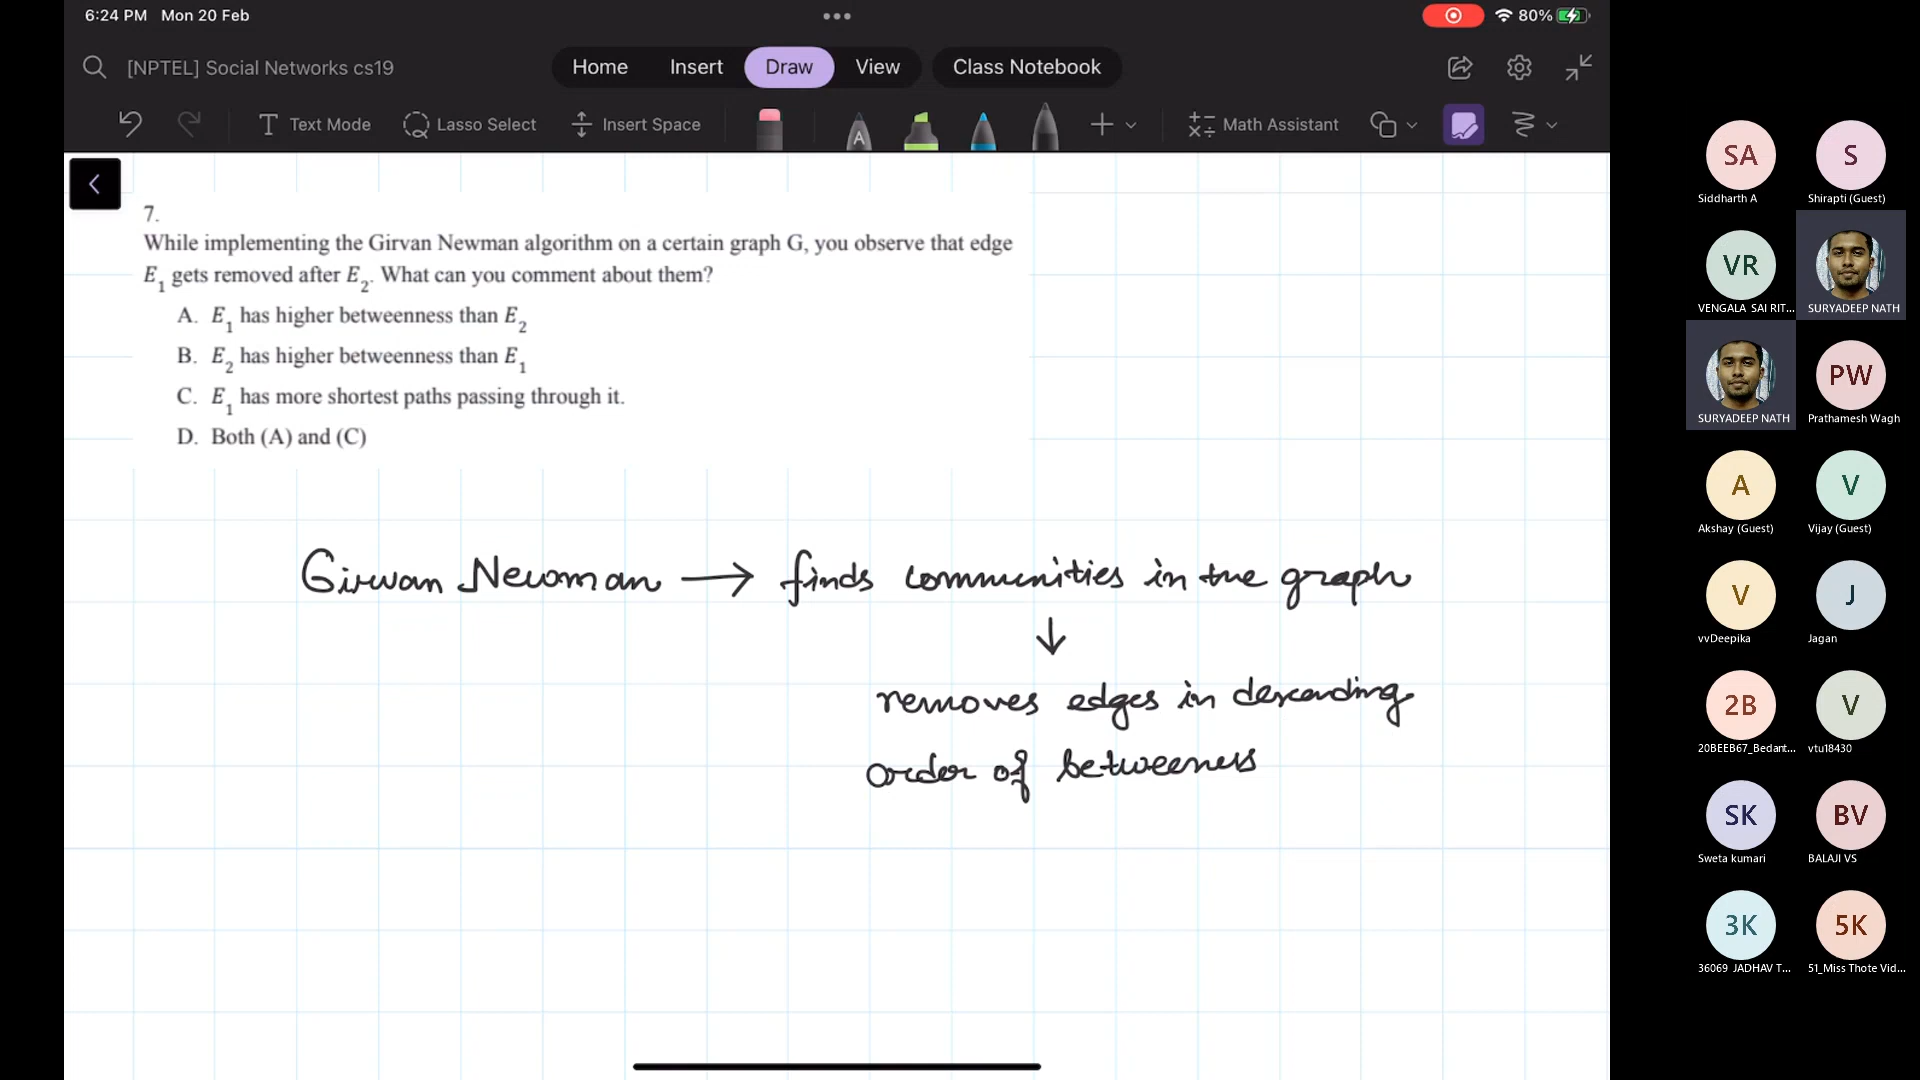 6:24 PM Mon 20 Feb
80%
[NPTEL] Social Networks cs19
Home Insert Draw View Class Notebook
Text Mode Lasso Select Insert Space Math Assistant
7.
While implementing the Girvan Newman algorithm on a certain graph G, you observe that edge
E1 gets removed after E2. What can you comment about them?
A. E1 has higher betweenness than E2
B. E2 has higher betweenness than E1
C. E1 has more shortest paths passing through it.
D. Both (A) and (C)
Girvan Newman → finds communities in the graph
↓
removes edges in descending
order of betweeness
SA S
Siddharth A Shirapti (Guest)
VR
VENGALA SAI RIT... SURYADEEP NATH
PW
SURYADEEP NATH Prathamesh Wagh
A V
Akshay (Guest) Vijay (Guest)
V J
vvDeepika Jagan
2B V
20BEEB67_Bedant... vtu18430
SK BV
Sweta kumari BALAJI VS
3K 5K
36069 JADHAV T... 51_Miss Thote Vid...